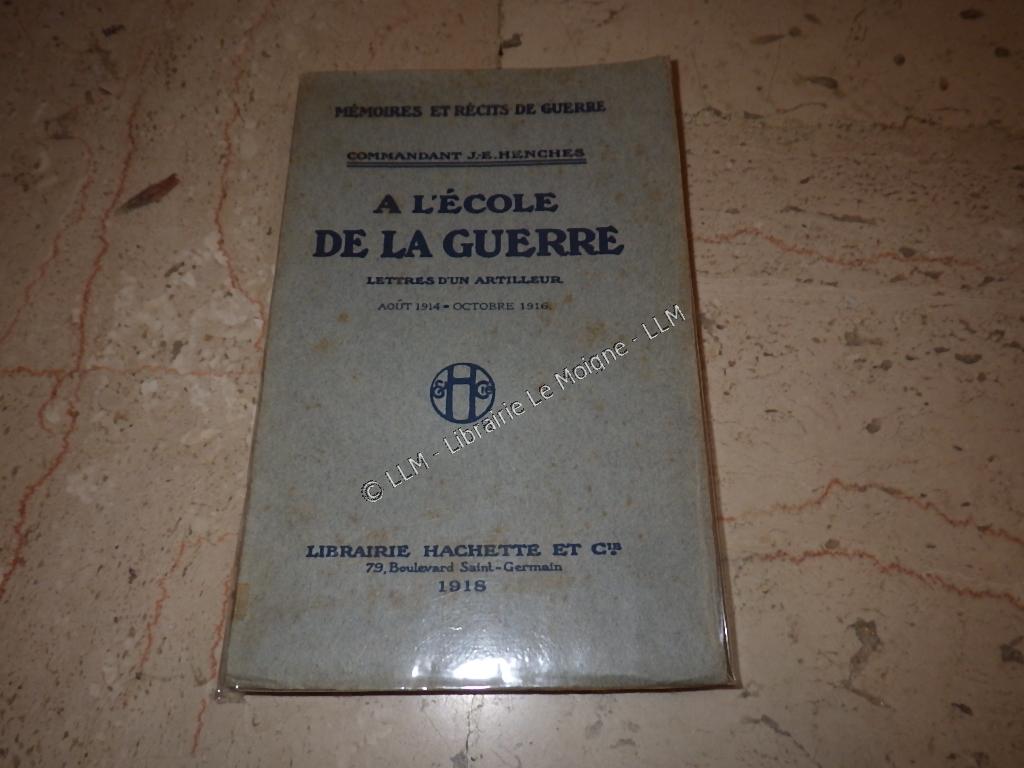 MÉMOIRES ET RÉCITS DE GUERRE
COMMANDANT J.-E. HENCHES
A L'ÉCOLE
DE LA GUERRE
LETTRES D'UN ARTILLEUR
AOÛT 1914 - OCTOBRE 1916.
& H Cie
© LLM - Librairie Le Moigne - LLM
LIBRAIRIE HACHETTE ET Cie
79, Boulevard Saint-Germain
1918